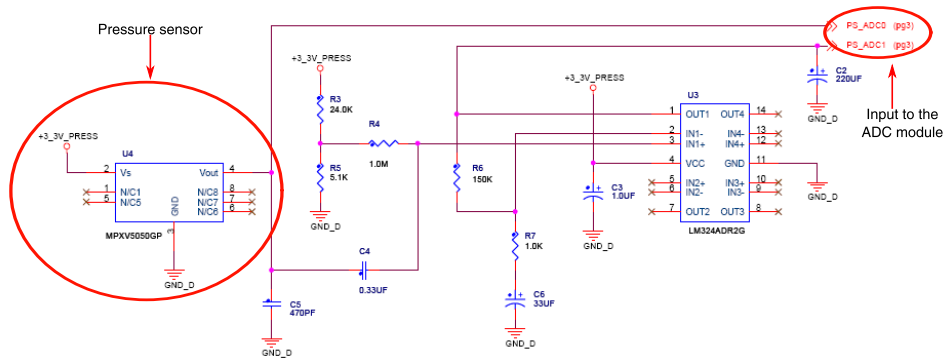 Pressure sensor
PS_ADC0 (pg3)
PS_ADC1 (pg3)
+3_3V_PRESS
C2
220UF
GND_D
Input to the
ADC module
+3_3V_PRESS
R3
24.0K
R4
1.0M
R5
5.1K
GND_D
+3_3V_PRESS
U4
2 Vs
Vout 4
1 N/C1
5 N/C5
N/C8 8
N/C7 7
N/C6 6
GND
3
MPXV5050GP
GND_D
C4
0.33UF
C5
470PF
GND_D
R6
150K
R7
1.0K
C6
33UF
GND_D
C3
1.0UF
GND_D
U3
1 OUT1 OUT4 14
2 IN1- IN4- 13
3 IN1+ IN4+ 12
4 VCC GND 11
5 IN2+ IN3+ 10
6 IN2- IN3- 9
7 OUT2 OUT3 8
LM324ADR2G
GND_D